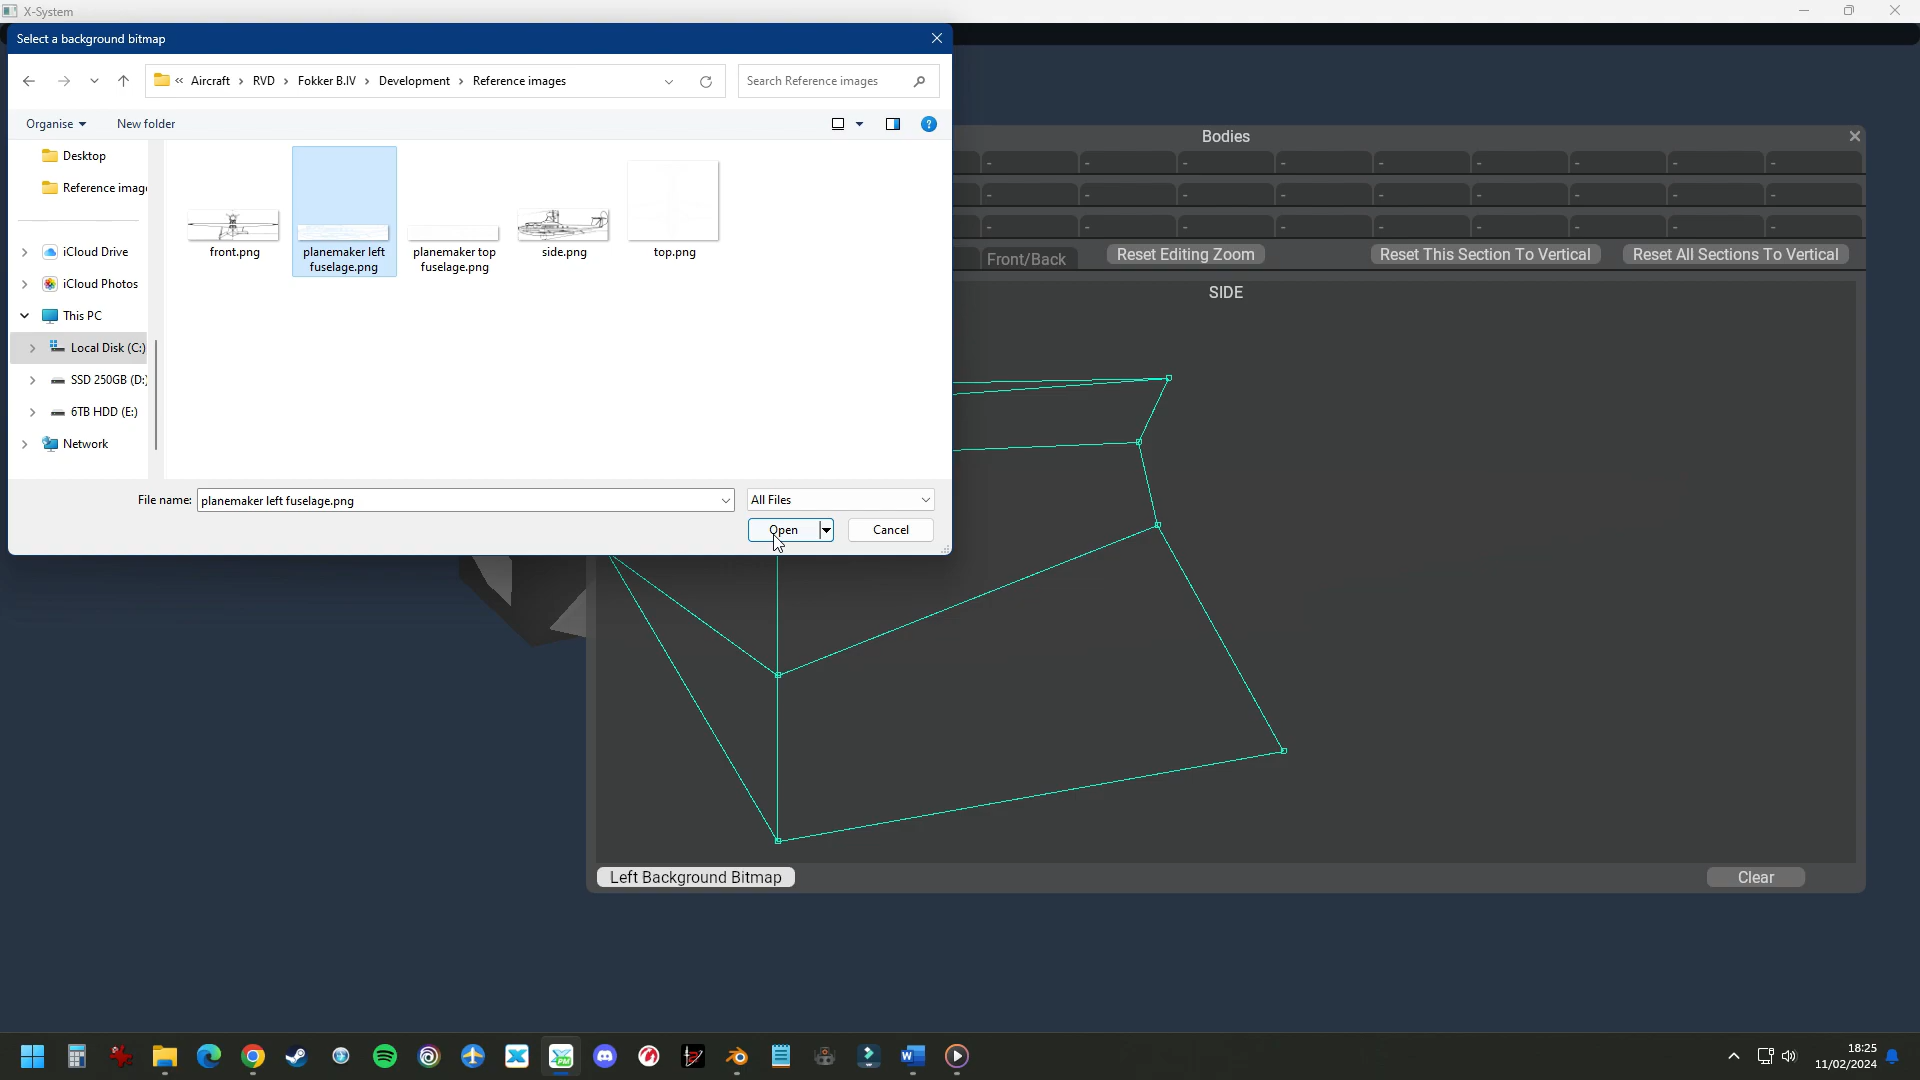 X-System
Select a background bitmap
« Aircraft › RVD › Fokker B.IV › Development › Reference images
Search Reference images
Organise
New folder
Desktop
Reference imag
iCloud Drive
iCloud Photos
This PC
Local Disk (C:)
SSD 250GB (D:)
6TB HDD (E:)
Network
front.png
planemaker left
fuselage.png
planemaker top
fuselage.png
side.png
top.png
File name: planemaker left fuselage.png
All Files
Open
Cancel
Bodies
- - - - - - - - -
- - - - - - - - -
- - - - - - - - -
Front/Back
Reset Editing Zoom
Reset This Section To Vertical
Reset All Sections To Vertical
SIDE
Left Background Bitmap
Clear
18:25
11/02/2024